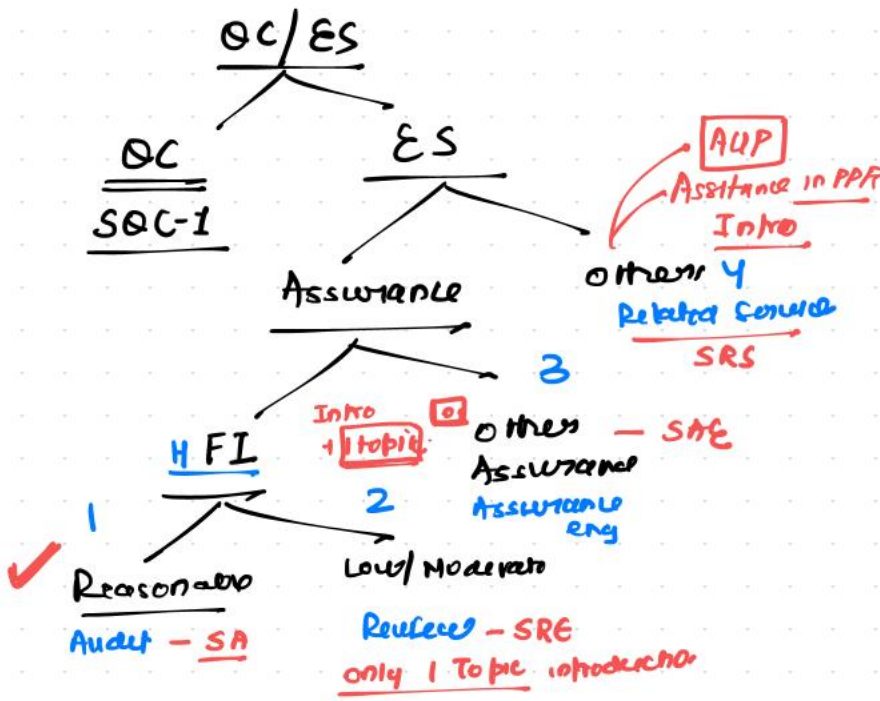 QC/ES
QC
SQC-1
ES
AUP
Assitance in PPF
Intro
Assurance
Others 4
Related Service
SRS
3
H FI
Intro
+ 1 topic
0
Others — SAE
Assurance
Assurance
eng
1
2
Reasonable
Audit — SA
Low/Moderate
Review — SRE
only 1 Topic introduction